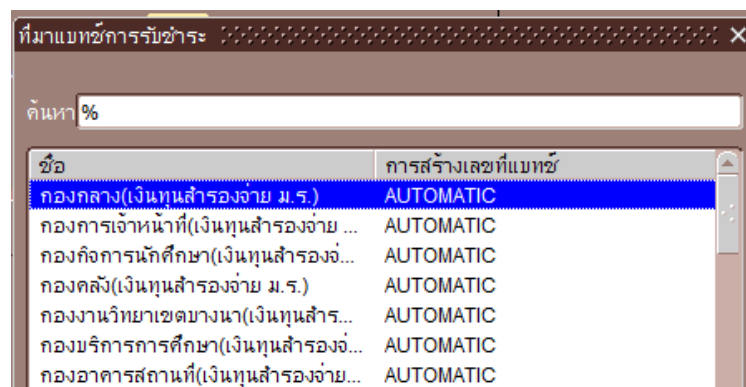 ที่มาแบทช์การรับชำระ
ค้นหา %
ชื่อ การสร้างเลขที่แบทช์
กองกลาง(เงินทุนสำรองจ่าย ม.ร.) AUTOMATIC
กองการเจ้าหน้าที่(เงินทุนสำรองจ่าย ... AUTOMATIC
กองกิจการนักศึกษา(เงินทุนสำรองจ่... AUTOMATIC
กองคลัง(เงินทุนสำรองจ่าย ม.ร.) AUTOMATIC
กองงานวิทยาเขตบางนา(เงินทุนสำร... AUTOMATIC
กองบริการการศึกษา(เงินทุนสำรองจ่... AUTOMATIC
กองอาคารสถานที่(เงินทุนสำรองจ่าย... AUTOMATIC